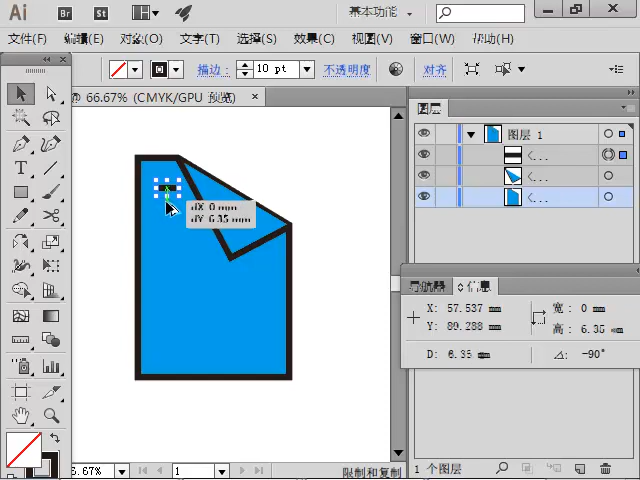 Ai Br St 基本功能
文件(F) 编辑(E) 对象(O) 文字(T) 选择(S) 效果(C) 视图(V) 窗口(W) 帮助(H)
描边: 10 pt 不透明度 对齐
@ 66.67% (CMYK/GPU 预览) ×
图层
图层 1
<...
<...
<...
dX: 0 mm
dY: 6.35 mm
导航器 信息
X: 57.537 mm 宽: 0 mm
Y: 89.288 mm 高: 6.35 mm
D: 6.35 mm -90°
6.67% 1 限制和复制
1 个图层